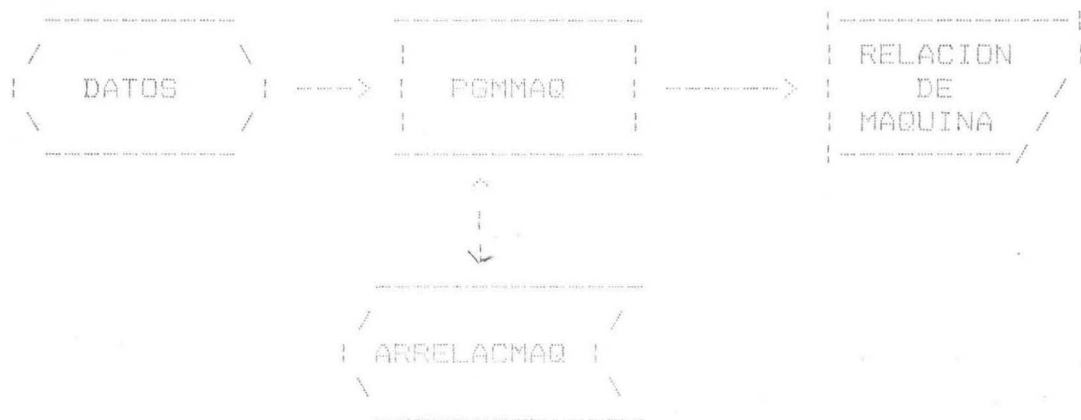 DATOS
PGMMAQ
RELACION
DE
MAQUINA
ARRELACMAQ